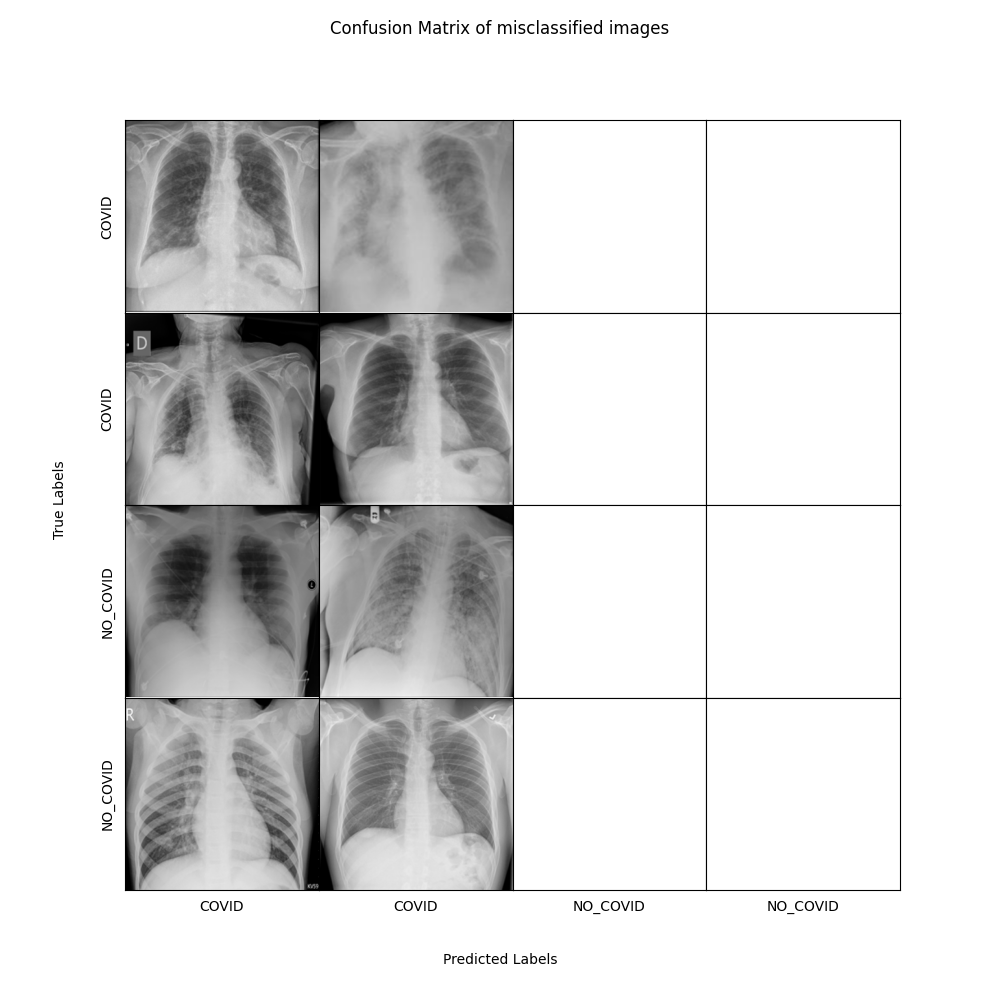 Confusion Matrix of misclassified images
COVID
D
COVID
True Labels
NO_COVID
R
NO_COVID
COVID
COVID
NO_COVID
NO_COVID
Predicted Labels